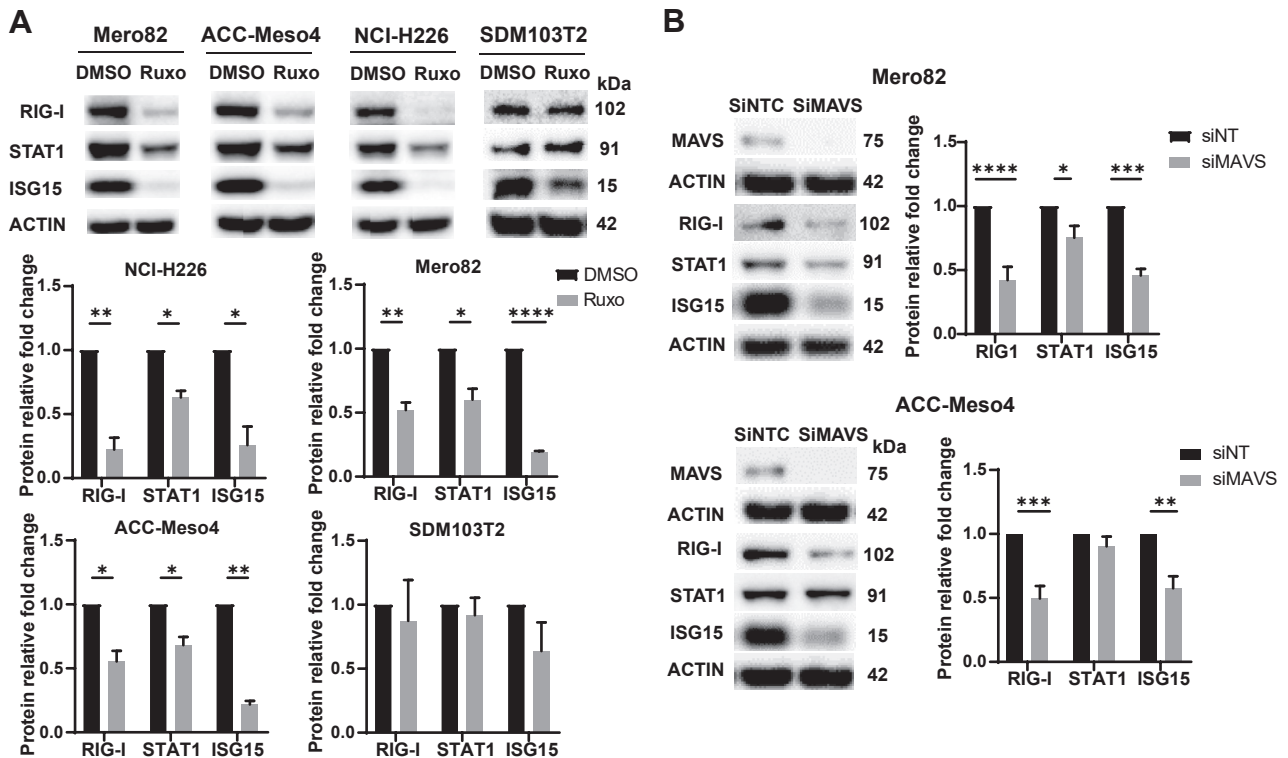 A
Mero82 ACC-Meso4 NCI-H226 SDM103T2
DMSO Ruxo DMSO Ruxo DMSO Ruxo DMSO Ruxo kDa
RIG-I 102
STAT1 91
ISG15 15
ACTIN 42
NCI-H226
Protein relative fold change
1.5
1.0
0.5
0.0
** * *
RIG-I STAT1 ISG15
Mero82
DMSO
Ruxo
Protein relative fold change
1.5
1.0
0.5
0.0
** * ****
RIG-I STAT1 ISG15
ACC-Meso4
Protein relative fold change
1.5
1.0
0.5
0.0
* * **
RIG-I STAT1 ISG15
SDM103T2
Protein relative fold change
1.5
1.0
0.5
0.0
RIG-I STAT1 ISG15
B
Mero82
SiNTC SiMAVS
MAVS 75
ACTIN 42
RIG-I 102
STAT1 91
ISG15 15
ACTIN 42
siNT
siMAVS
Protein relative fold change
1.5
1.0
0.5
0.0
**** * ***
RIG1 STAT1 ISG15
ACC-Meso4
SiNTC SiMAVS kDa
MAVS 75
ACTIN 42
RIG-I 102
STAT1 91
ISG15 15
ACTIN 42
siNT
siMAVS
Protein relative fold change
1.5
1.0
0.5
0.0
*** **
RIG-I STAT1 ISG15